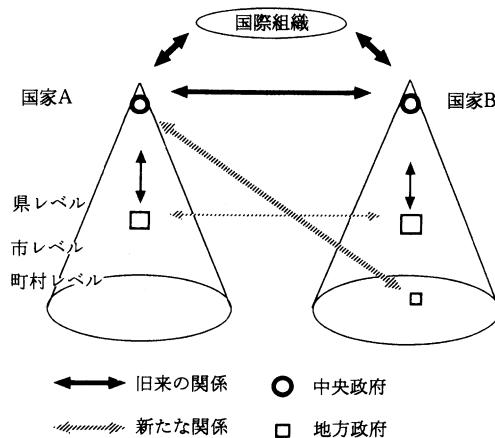 国際組織
国家A
国家B
県レベル
市レベル
町村レベル
旧来の関係
中央政府
新たな関係
地方政府